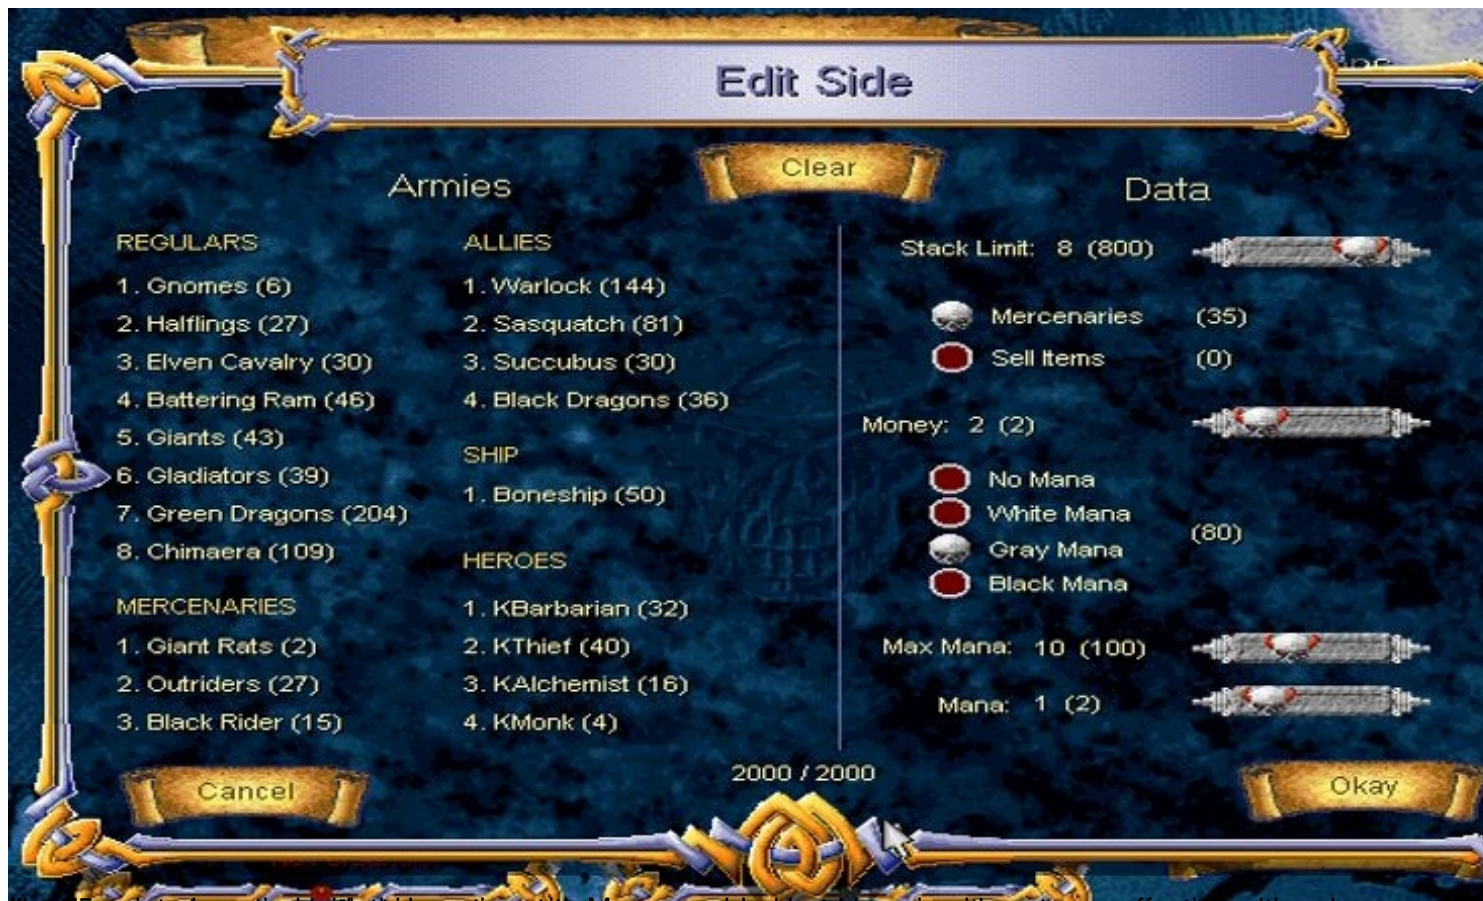 Edit Side
Clear
Armies
REGULARS
1. Gnomes (6)
2. Halflings (27)
3. Elven Cavalry (30)
4. Battering Ram (46)
5. Giants (43)
6. Gladiators (39)
7. Green Dragons (204)
8. Chimaera (109)
MERCENARIES
1. Giant Rats (2)
2. Outriders (27)
3. Black Rider (15)
ALLIES
1. Warlock (144)
2. Sasquatch (81)
3. Succubus (30)
4. Black Dragons (36)
SHIP
1. Boneship (50)
HEROES
1. KBarbarian (32)
2. KThief (40)
3. KAlchemist (16)
4. KMonk (4)
Data
Stack Limit: 8 (800)
Mercenaries (35)
Sell Items (0)
Money: 2 (2)
No Mana
White Mana
(80)
Gray Mana
Black Mana
Max Mana: 10 (100)
Mana: 1 (2)
2000 / 2000
Cancel
Okay